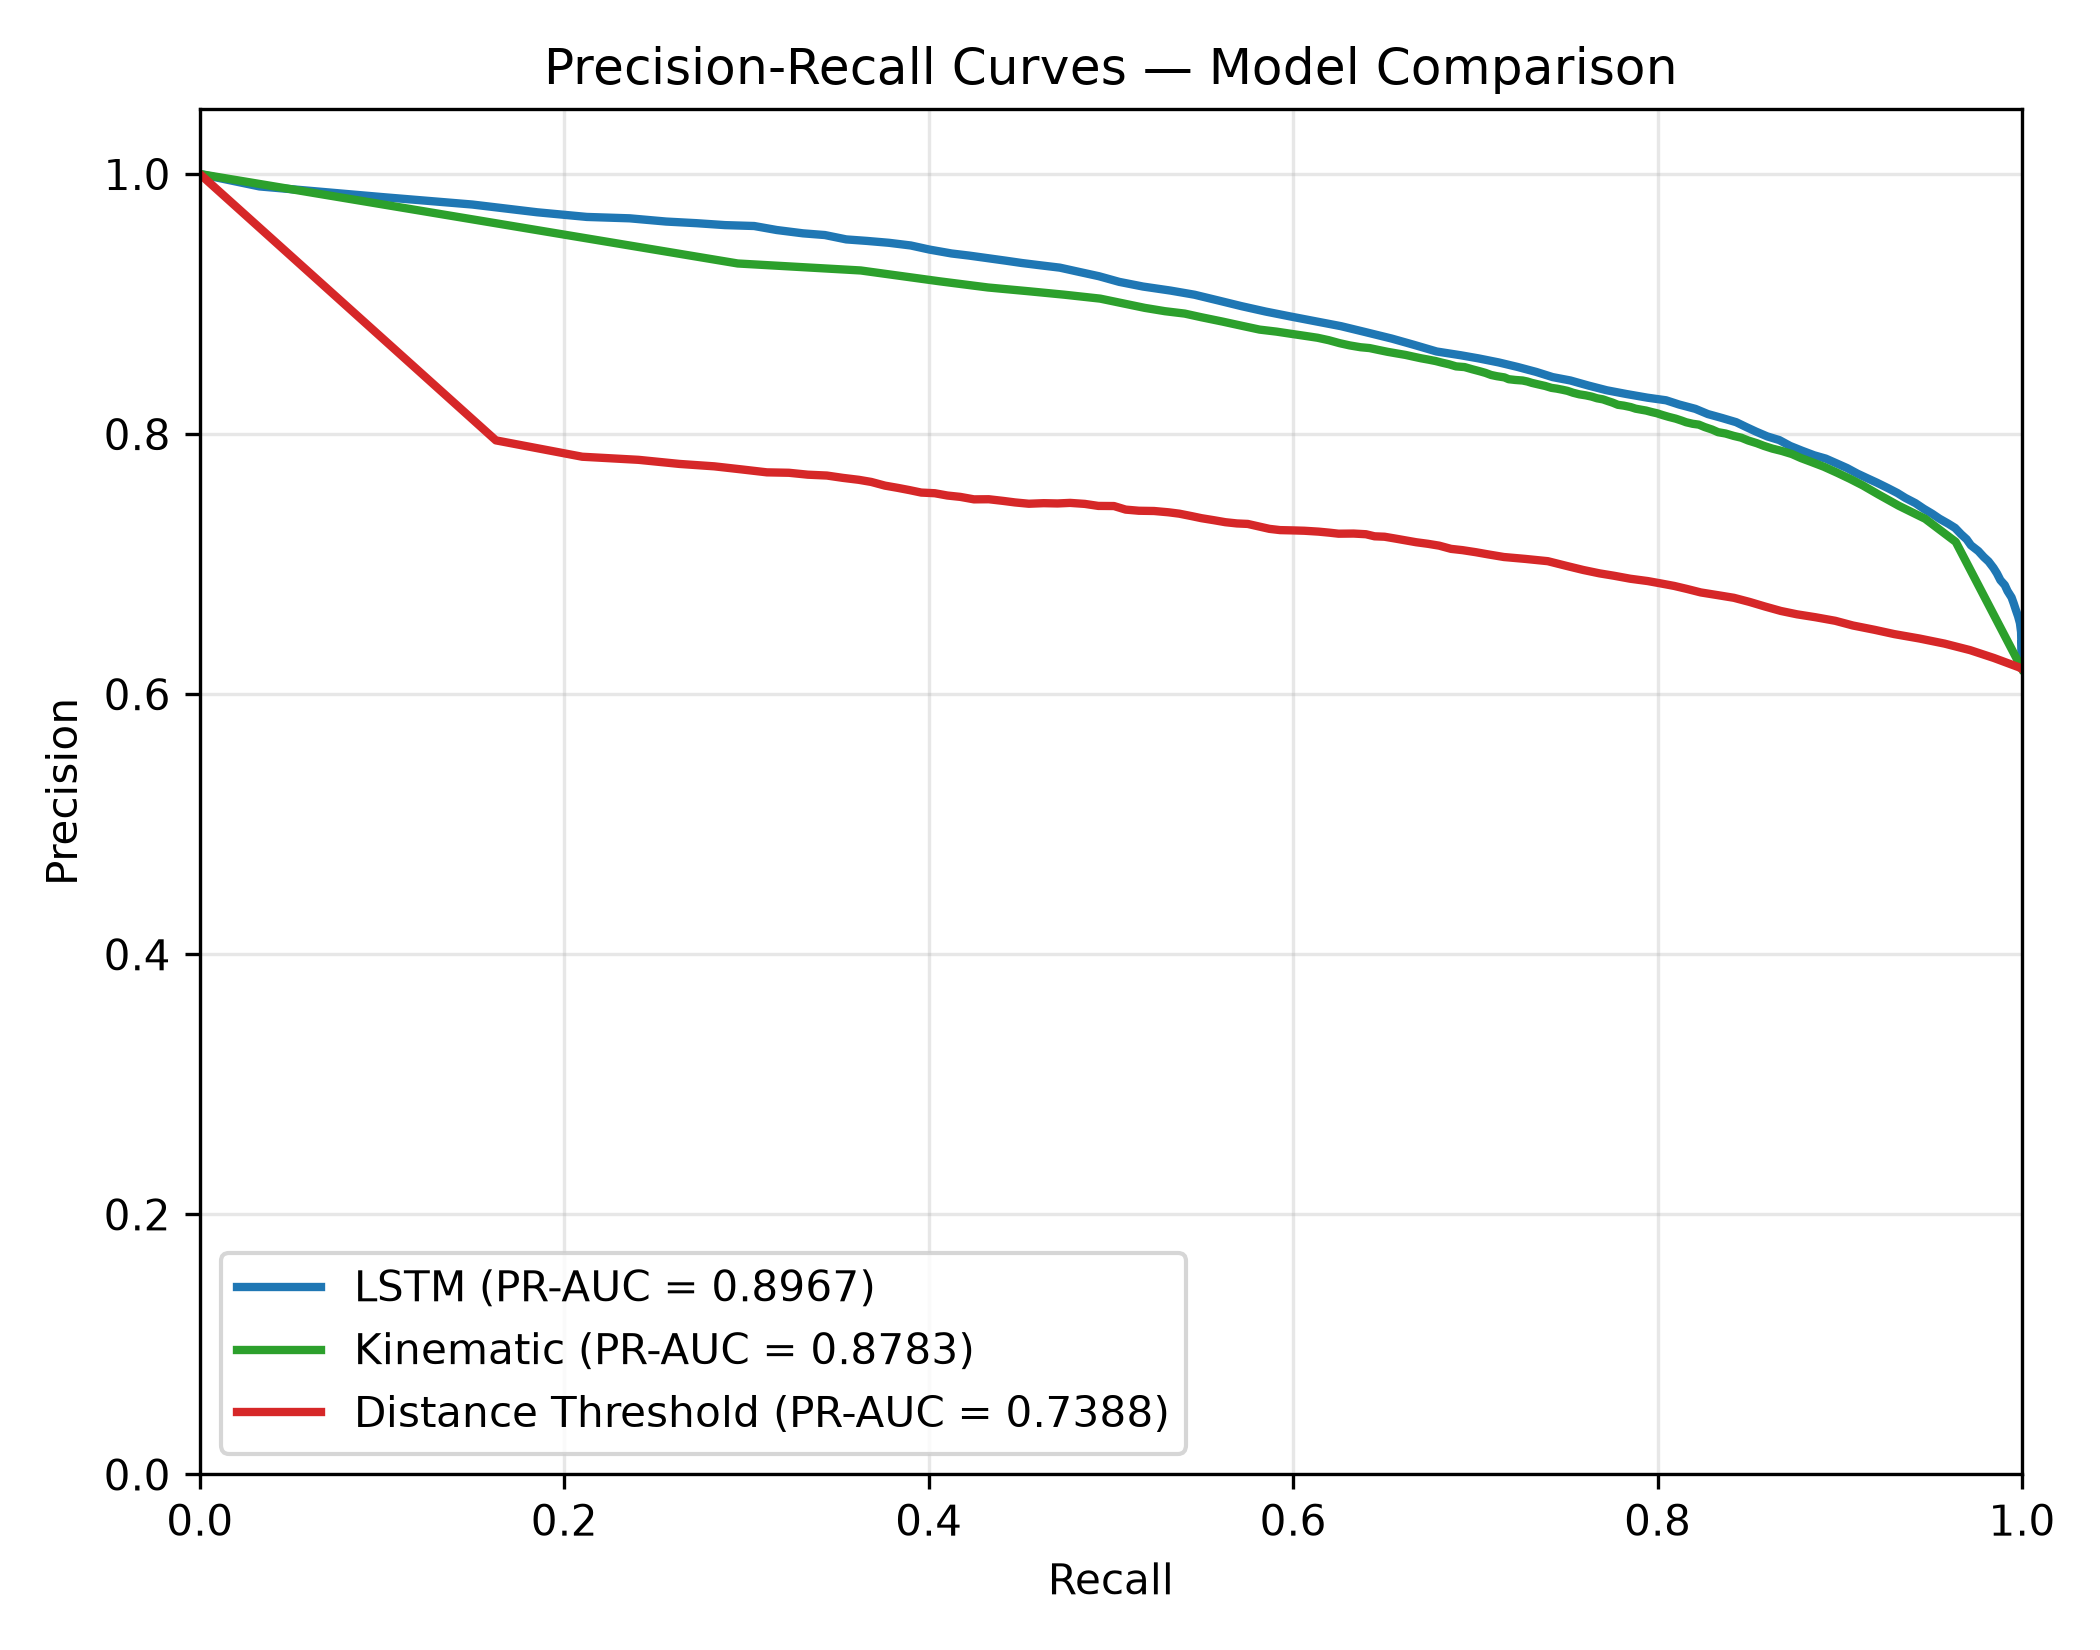 Precision-Recall Curves — Model Comparison
1.0
0.8
0.6
0.4
0.2
0.0
Precision
LSTM (PR-AUC = 0.8967)
Kinematic (PR-AUC = 0.8783)
Distance Threshold (PR-AUC = 0.7388)
0.0 0.2 0.4 0.6 0.8 1.0
Recall